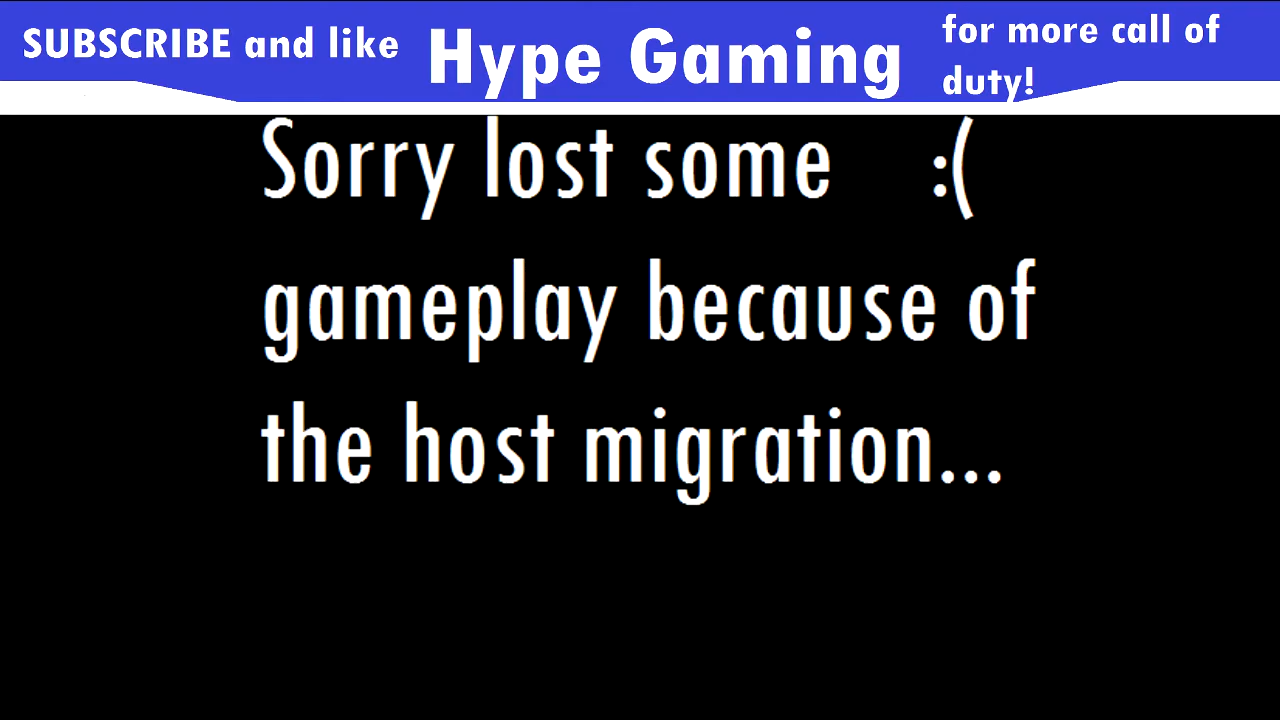 SUBSCRIBE and like
Hype Gaming
for more call of
duty!
Sorry lost some :(
gameplay because of
the host migration...